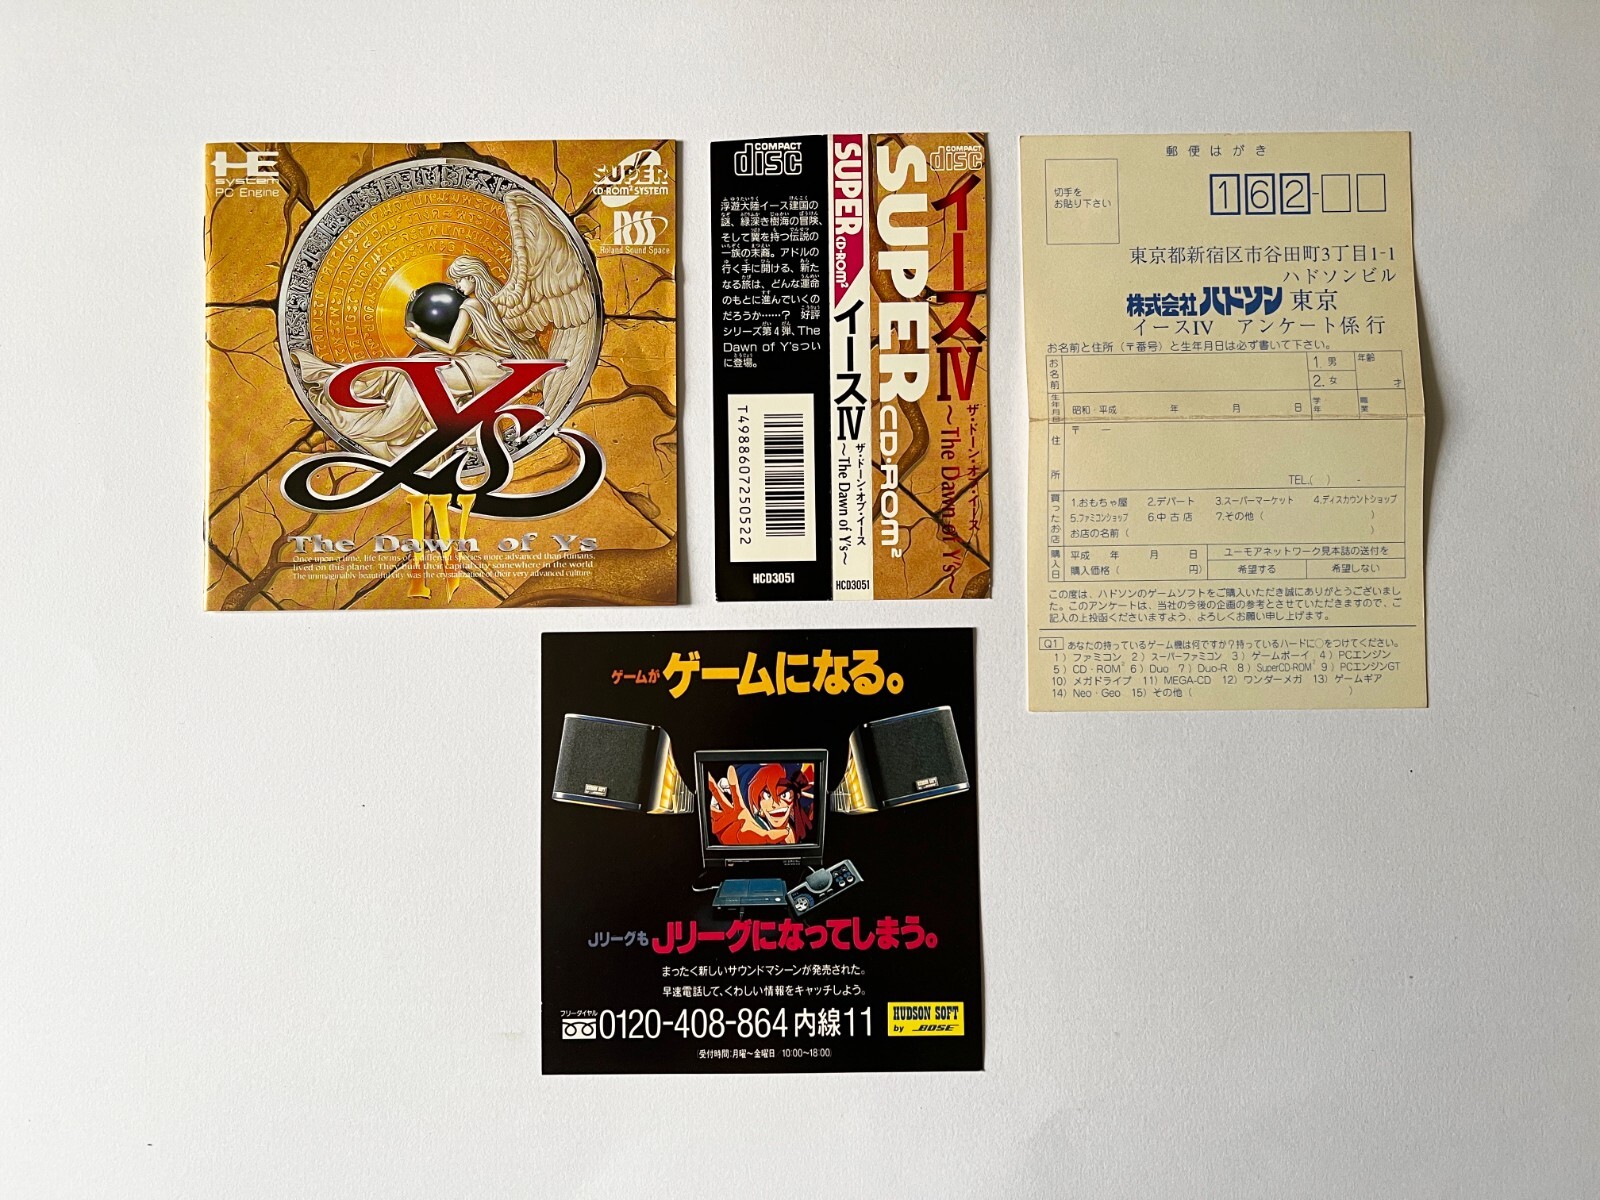 HE
system
PC Engine
SUPER
CD-ROM² SYSTEM
RSS
Roland Sound Space
Ys
IV
The Dawn of Ys
Once upon a time, life forms of a different species more advanced than humans,
lived on this planet. They built their capital city somewhere in the world
The unimaginably beautiful city was the crystalization of their very advanced culture.
COMPACT
disc
浮遊大陸イース建国の
謎、緑深き樹海の冒険、
そして翼を持つ伝説の
一族の末裔。アドルの
行く手に開ける、新た
なる旅は、どんな運命
のもとに進んでいくの
だろうか……? 好評
シリーズ第4弾、The
Dawn of Y'sつい
に登場。
T4988607250522
HCD3051
SUPER CD-ROM²
イースIV
ザ・ドーン・オブ・イース
~The Dawn of Y's~
HCD3051
COMPACT
disc
SUPER CD-ROM²
イースIV
ザ・ドーン・オブ・イース
~The Dawn of Y's~
郵便はがき
切手を
お貼り下さい
162-
東京都新宿区市谷田町3丁目1-1
ハドソンビル
株式会社ハドソン 東京
イースIV アンケート係 行
お名前と住所(〒番号)と生年月日は必ず書いて下さい。
お名前
1. 男
2. 女
年齢
才
生年月日
昭和・平成 年 月 日
学年
職業
住所
〒 ー
TEL.( ) -
買ったお店
1.おもちゃ屋 2.デパート 3.スーパーマーケット 4.ディスカウントショップ
5.ファミコンショップ 6.中古店 7.その他( )
お店の名前( )
購入日
平成 年 月 日
購入価格( 円)
ユーモアネットワーク見本誌の送付を
希望する 希望しない
この度は、ハドソンのゲームソフトをご購入いただき誠にありがとうございまし
た。このアンケートは、当社の今後の企画の参考とさせていただきますので、ご
記入の上投函くださいますよう、よろしくお願い申し上げます。
Q1 あなたの持っているゲーム機は何ですか?持っているハードに○をつけてください。
1) ファミコン 2) スーパーファミコン 3) ゲームボーイ 4) PCエンジン
5) CD-ROM² 6) Duo 7) Duo-R 8) SuperCD-ROM² 9) PCエンジンGT
10) メガドライブ 11) MEGA-CD 12) ワンダーメガ 13) ゲームギア
14) Neo・Geo 15) その他( )
ゲームが ゲームになる。
HUDSON SOFT
HUDSON SOFT
Jリーグも Jリーグになってしまう。
まったく新しいサウンドマシーンが発売された。
早速電話して、くわしい情報をキャッチしよう。
フリーダイヤル
0120-408-864 内線11
(受付時間:月曜~金曜日 10:00~18:00)
HUDSON SOFT
by BOSE